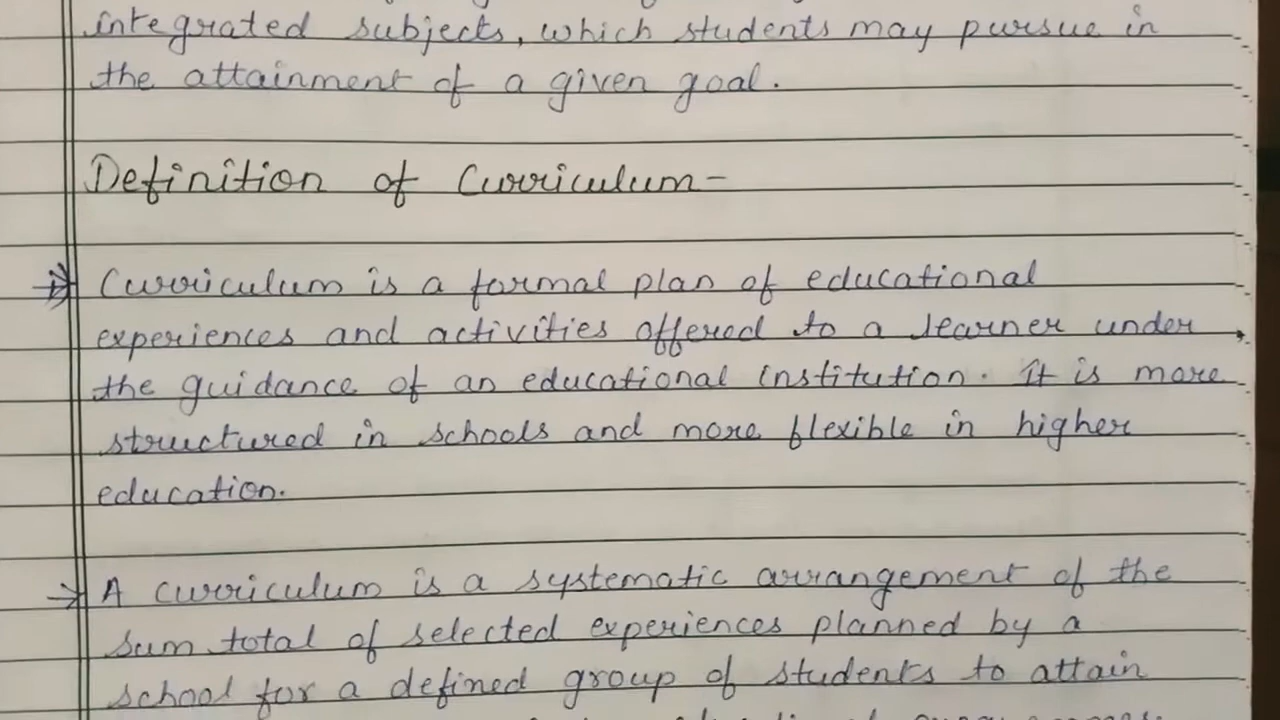 integrated subjects, which students may pursue in
the attainment of a given goal.
Definition of Curriculum-
→ Curriculum is a formal plan of educational
experiences and activities offered to a learner under
the guidance of an educational institution. It is more
structured in schools and more flexible in higher
education.
→ A curriculum is a systematic arrangement of the
sum total of selected experiences planned by a
school for a defined group of students to attain